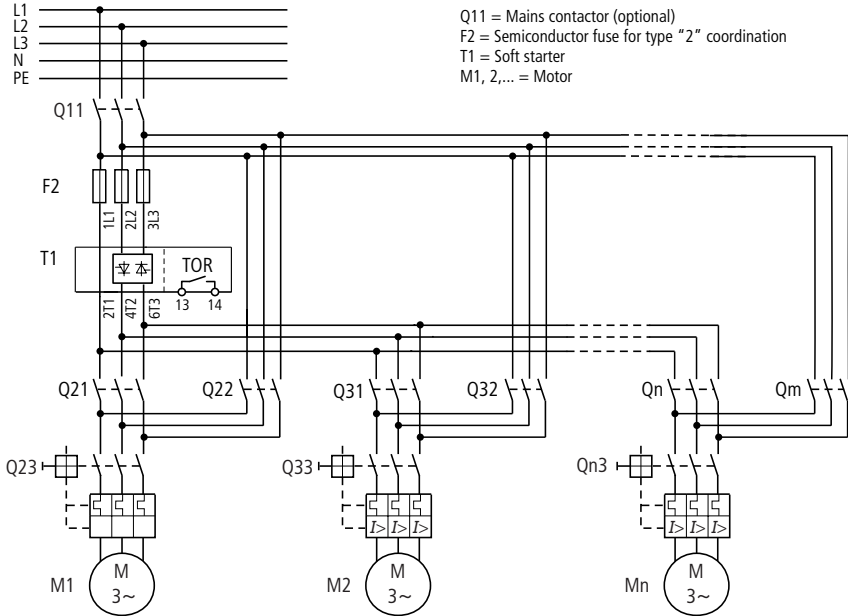 L1
L2
L3
N
PE
Q11 = Mains contactor (optional)
F2 = Semiconductor fuse for type “2” coordination
T1 = Soft starter
M1, 2,... = Motor
Q11
F2
1L1
2L2
3L3
T1
TOR
13
14
2T1
4T2
6T3
Q21
Q22
Q31
Q32
Qn
Qm
Q23
Q33
Qn3
I>
I>
I>
I>
I>
I>
M1
M
3~
M2
M
3~
Mn
M
3~